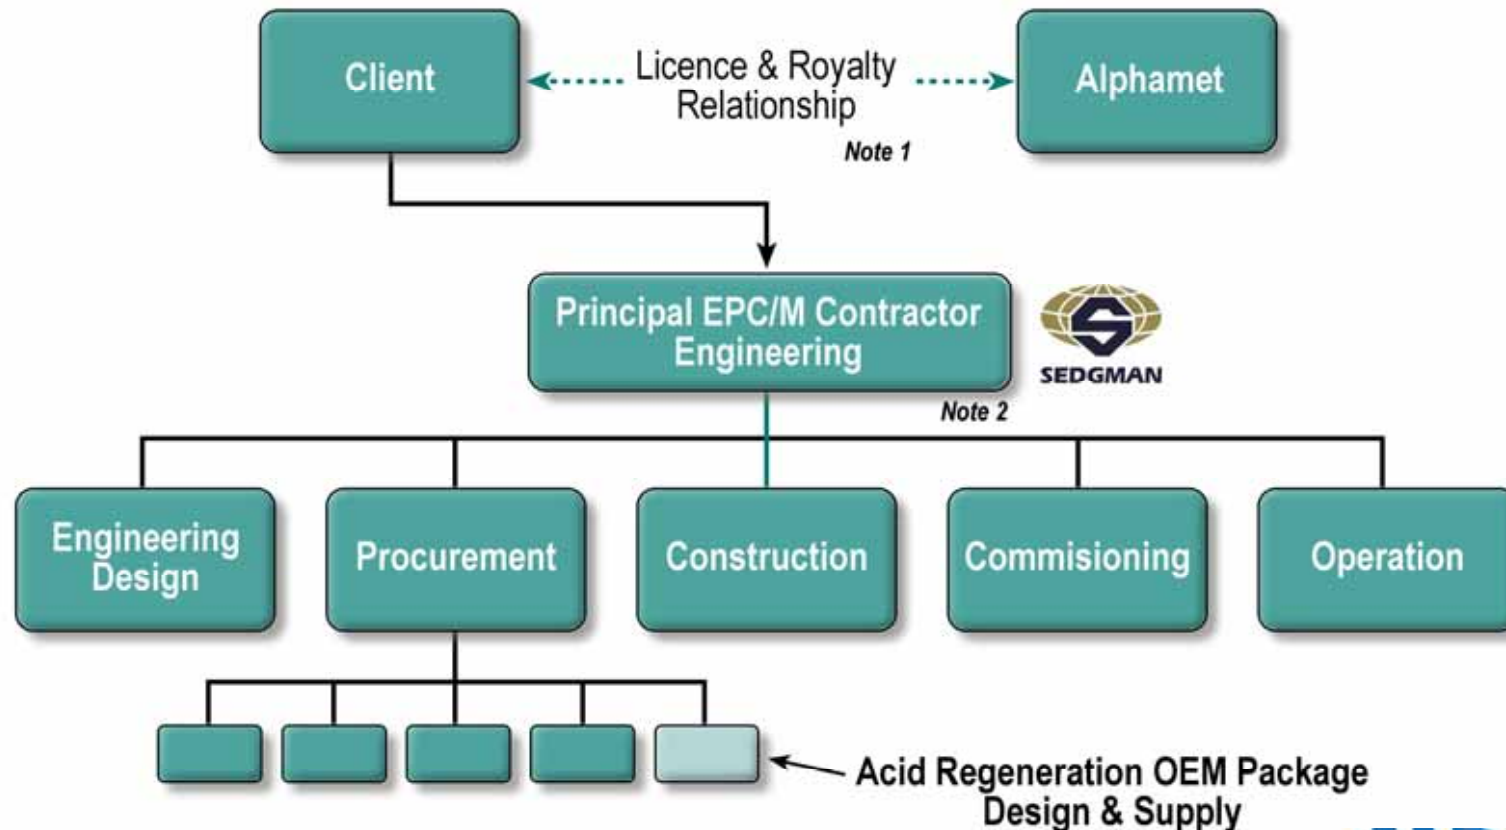 Client
Licence & Royalty
Relationship
Alphamet
Note 1
Principal EPC/M Contractor
Engineering
SEDGMAN
Note 2
Engineering
Design
Procurement
Construction
Commisioning
Operation
Acid Regeneration OEM Package
Design & Supply